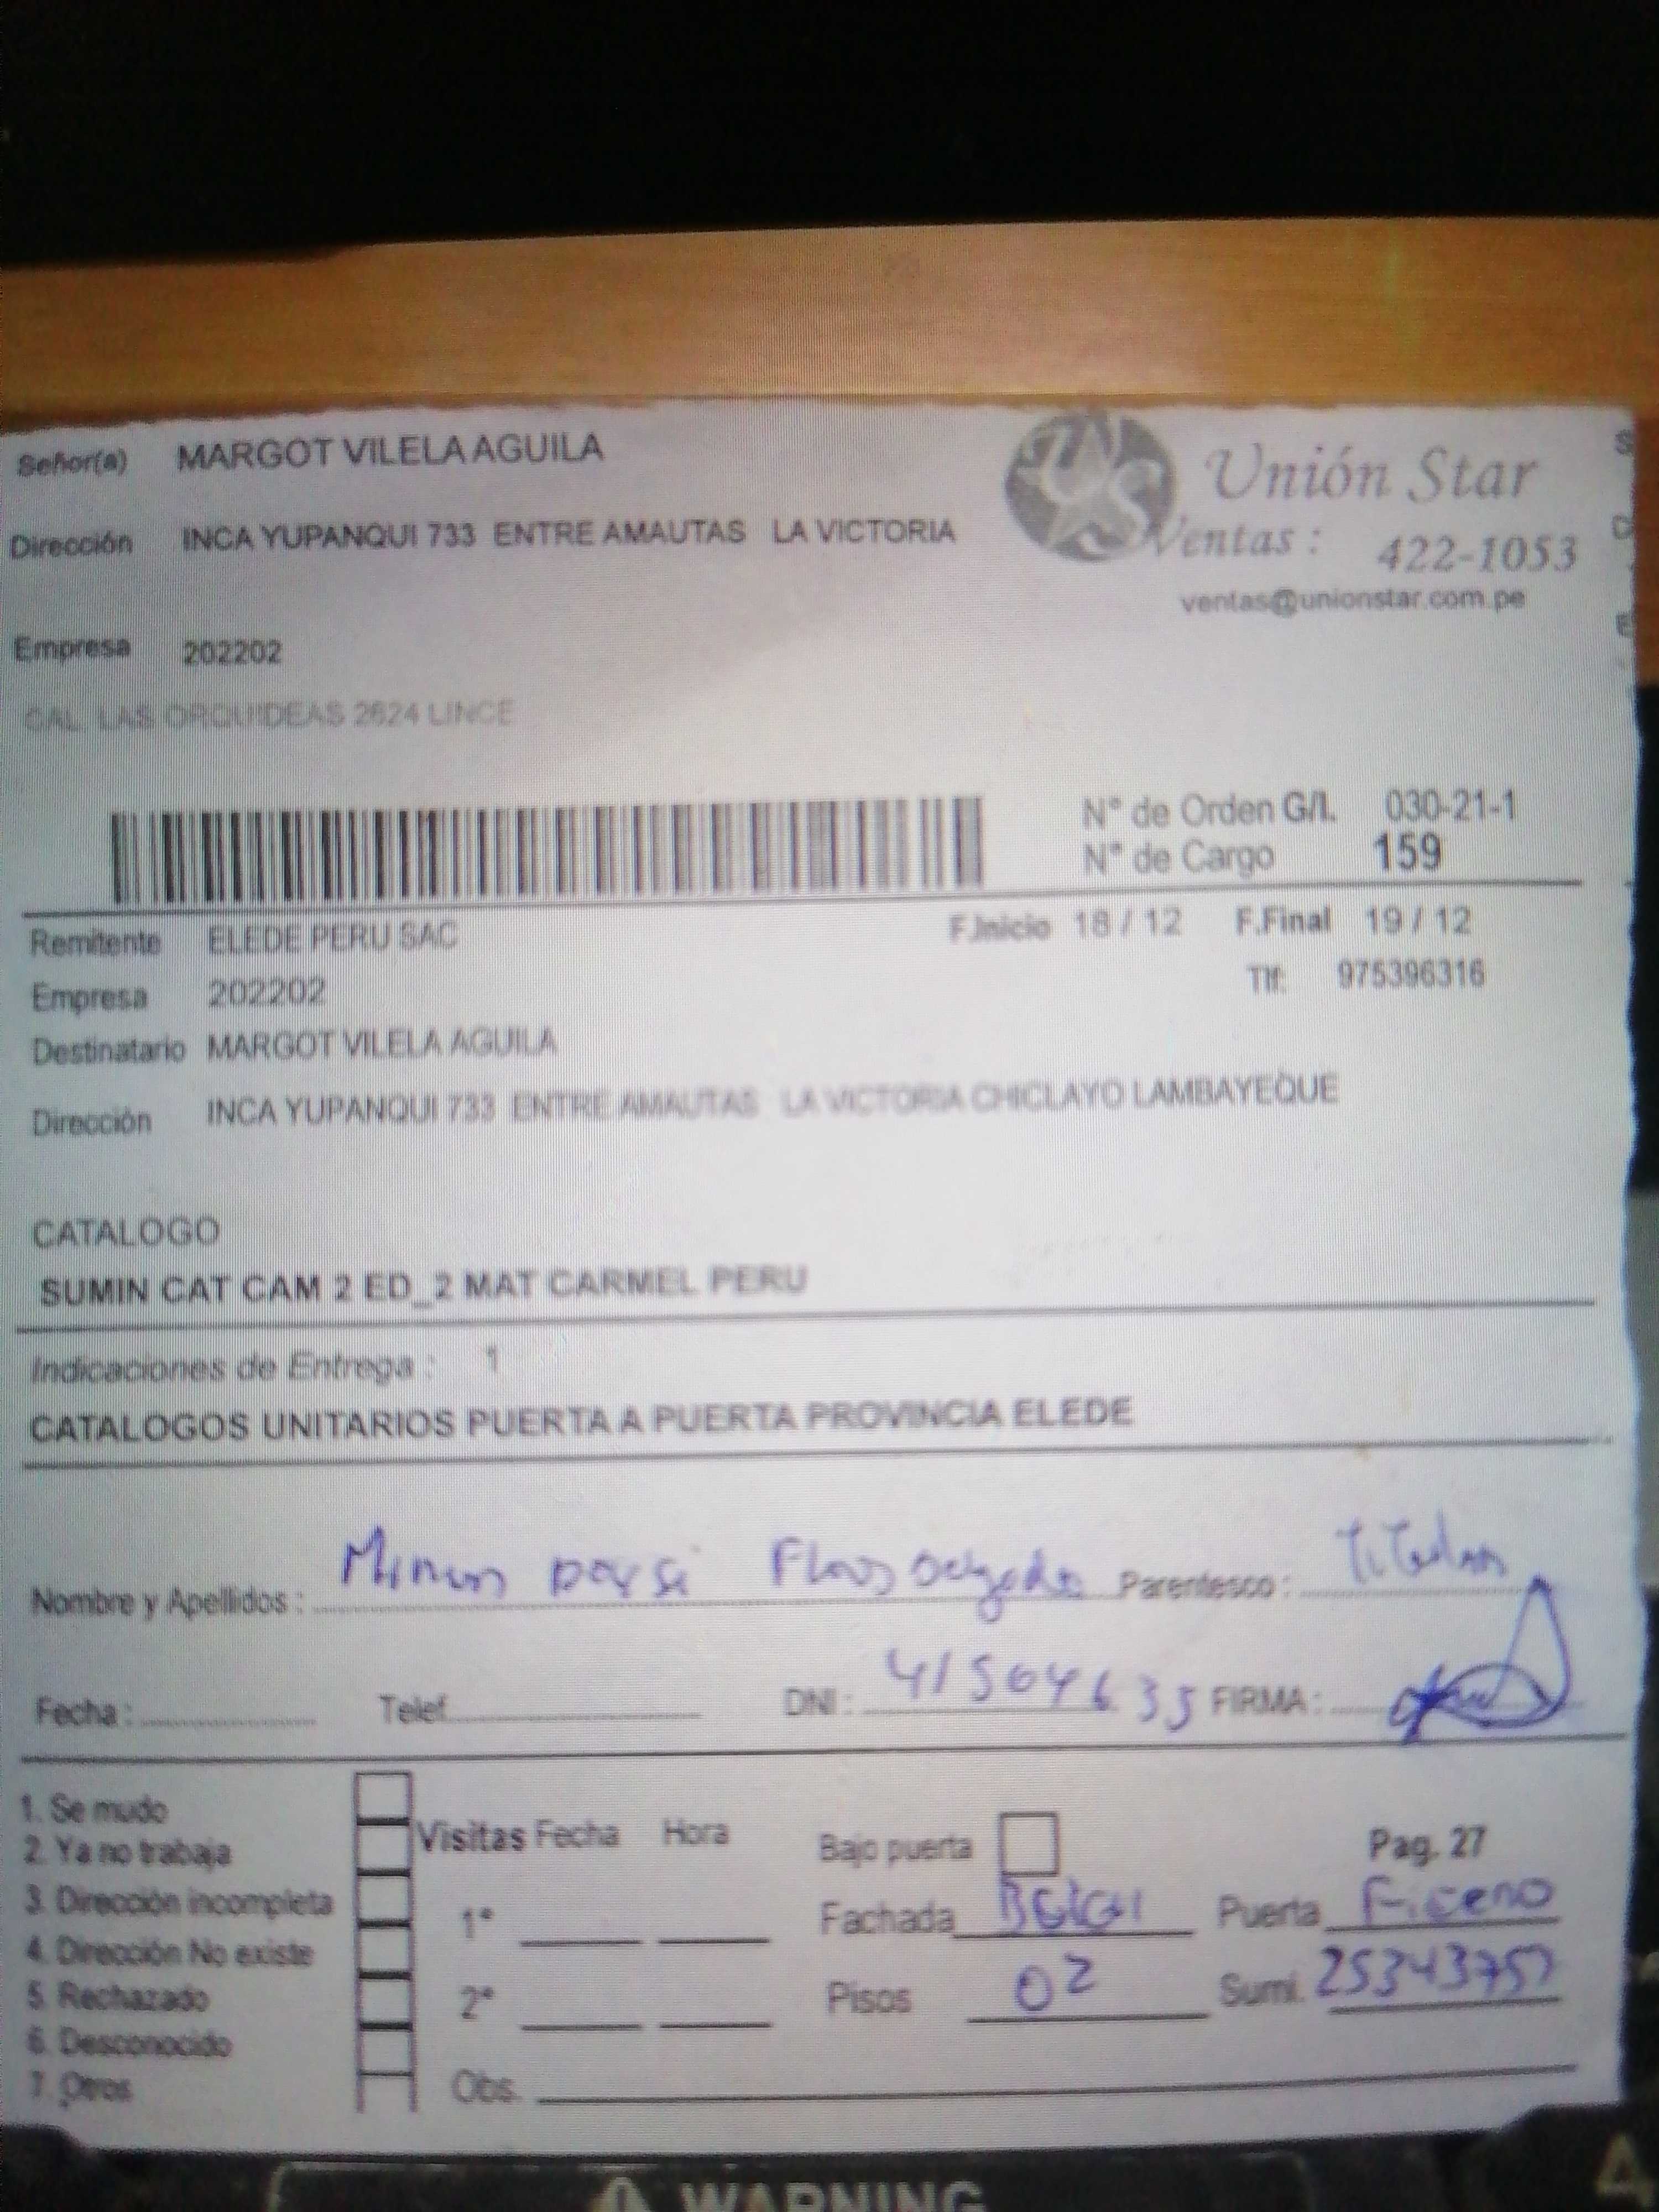 Señor(a) MARGOT VILELA AGUILA
Unión Star
Dirección INCA YUPANQUI 733 ENTRE AMAUTAS LA VICTORIA
Ventas : 422-1053
ventas@unionstar.com.pe
Empresa 202202
CAL LAS ORQUIDEAS 2624 LINCE
N° de Orden G/I. 030-21-1
N° de Cargo 159
Remitente ELEDE PERU SAC F.Inicio 18 / 12 F.Final 19 / 12
Empresa 202202 Tlf: 975396316
Destinatario MARGOT VILELA AGUILA
Dirección INCA YUPANQUI 733 ENTRE AMAUTAS LA VICTORIA CHICLAYO LAMBAYEQUE
CATALOGO
SUMIN CAT CAM 2 ED_2 MAT CARMEL PERU
Indicaciones de Entrega : 1
CATALOGOS UNITARIOS PUERTA A PUERTA PROVINCIA ELEDE
Nombre y Apellidos : Parentesco : Titular
Fecha : Telef. DNI : 41504635 FIRMA :
1. Se mudo
2. Ya no trabaja
3. Dirección incompleta
4. Dirección No existe
5. Rechazado
6. Desconocido
7. Otros
Visitas Fecha Hora
1°
2°
Obs.
Bajo puerta Pag. 27
Fachada Puerta
Pisos 02 Sumi. 25343757
WARNING